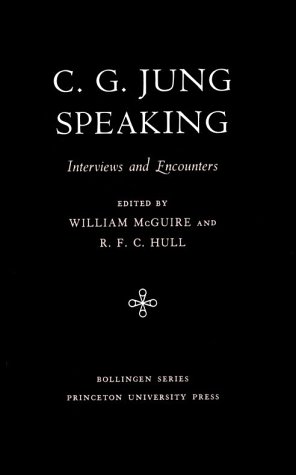 C. G. JUNG
SPEAKING
Interviews and Encounters
EDITED BY
WILLIAM McGUIRE AND
R. F. C. HULL
BOLLINGEN SERIES
PRINCETON UNIVERSITY PRESS